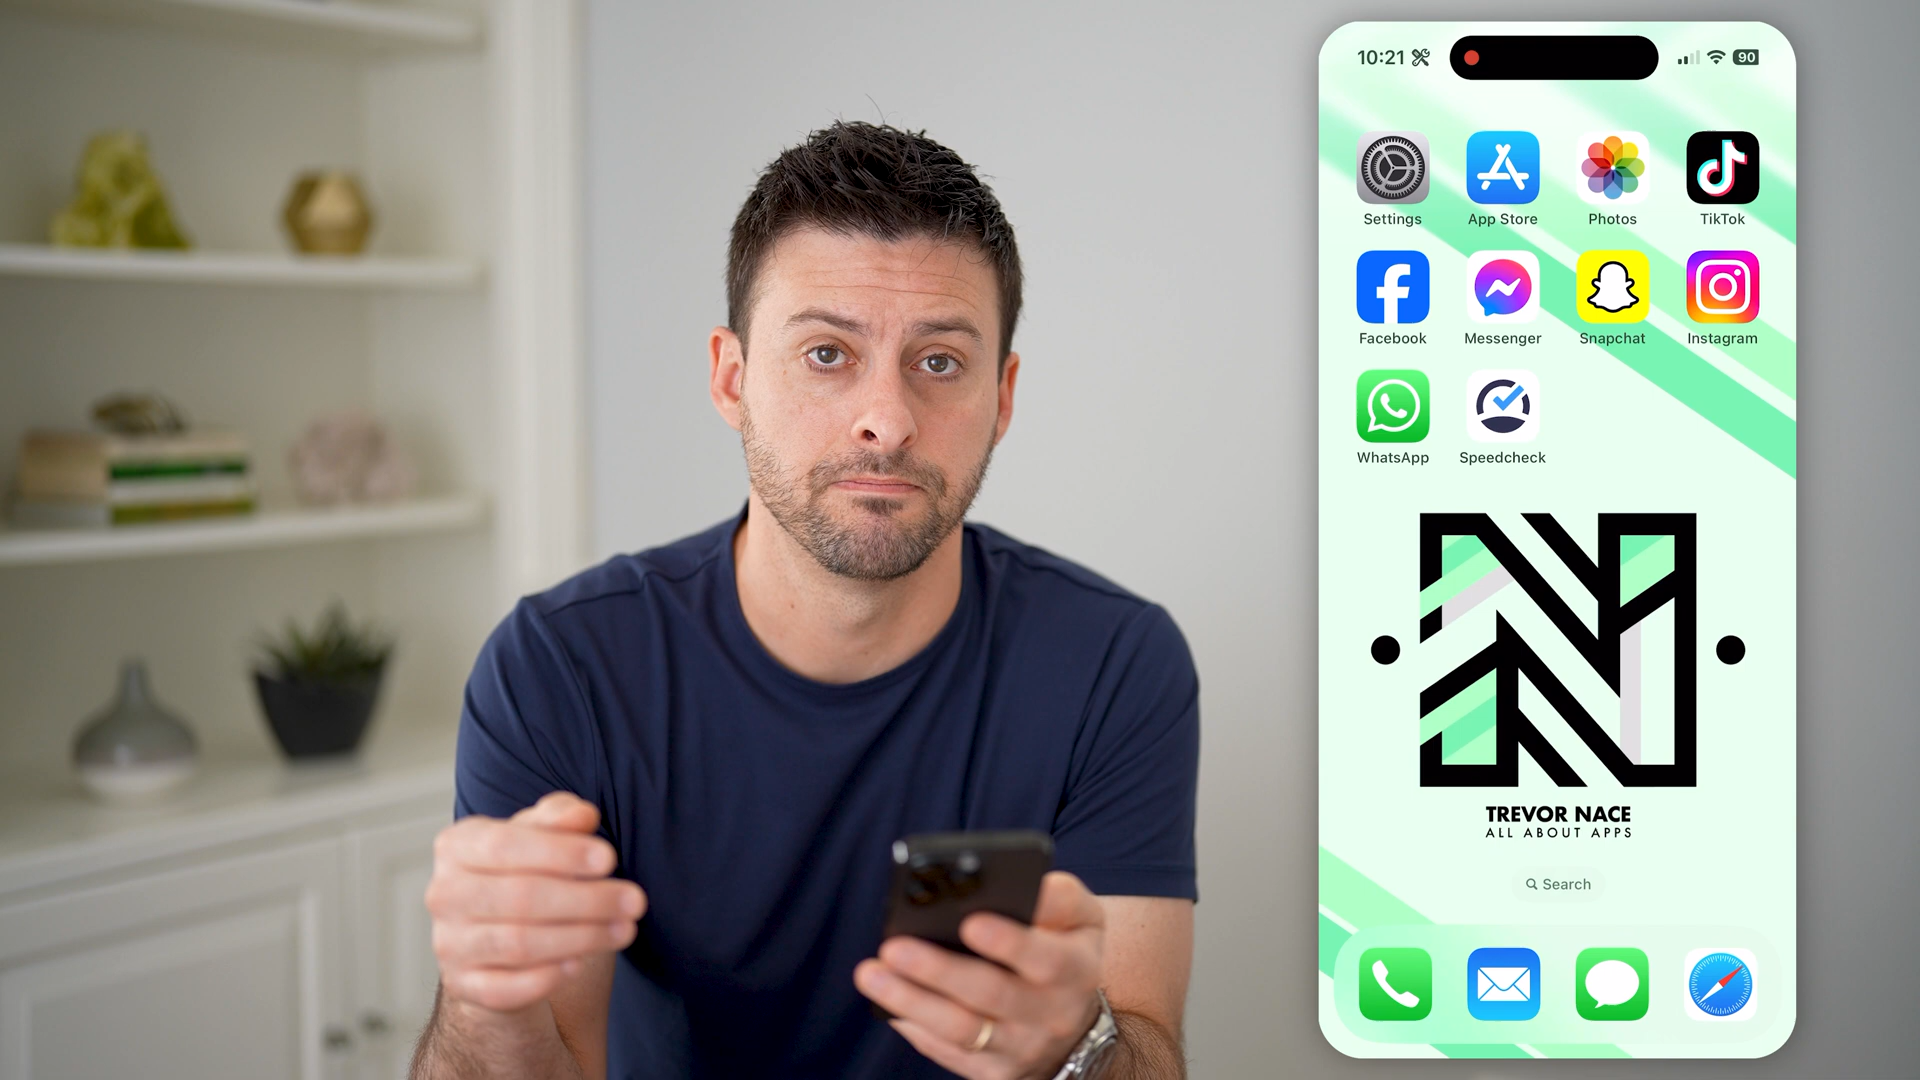 10:21
90
Settings
App Store
Photos
TikTok
Facebook
Messenger
Snapchat
Instagram
WhatsApp
Speedcheck
TREVOR NACE
ALL ABOUT APPS
Search